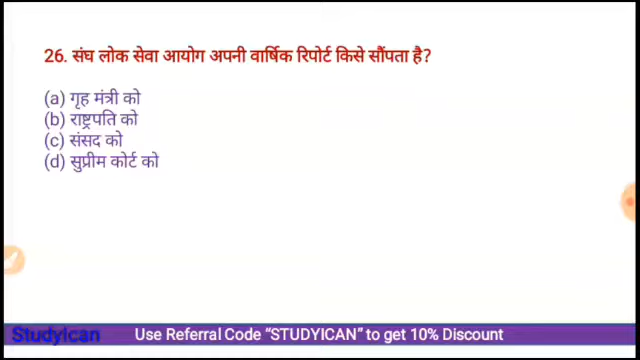 26. संघ लोक सेवा आयोग अपनी वार्षिक रिपोर्ट किसे सौंपता है?
(a) गृह मंत्री को
(b) राष्ट्रपति को
(c) संसद को
(d) सुप्रीम कोर्ट को
StudyIcan Use Referral Code “STUDYICAN” to get 10% Discount